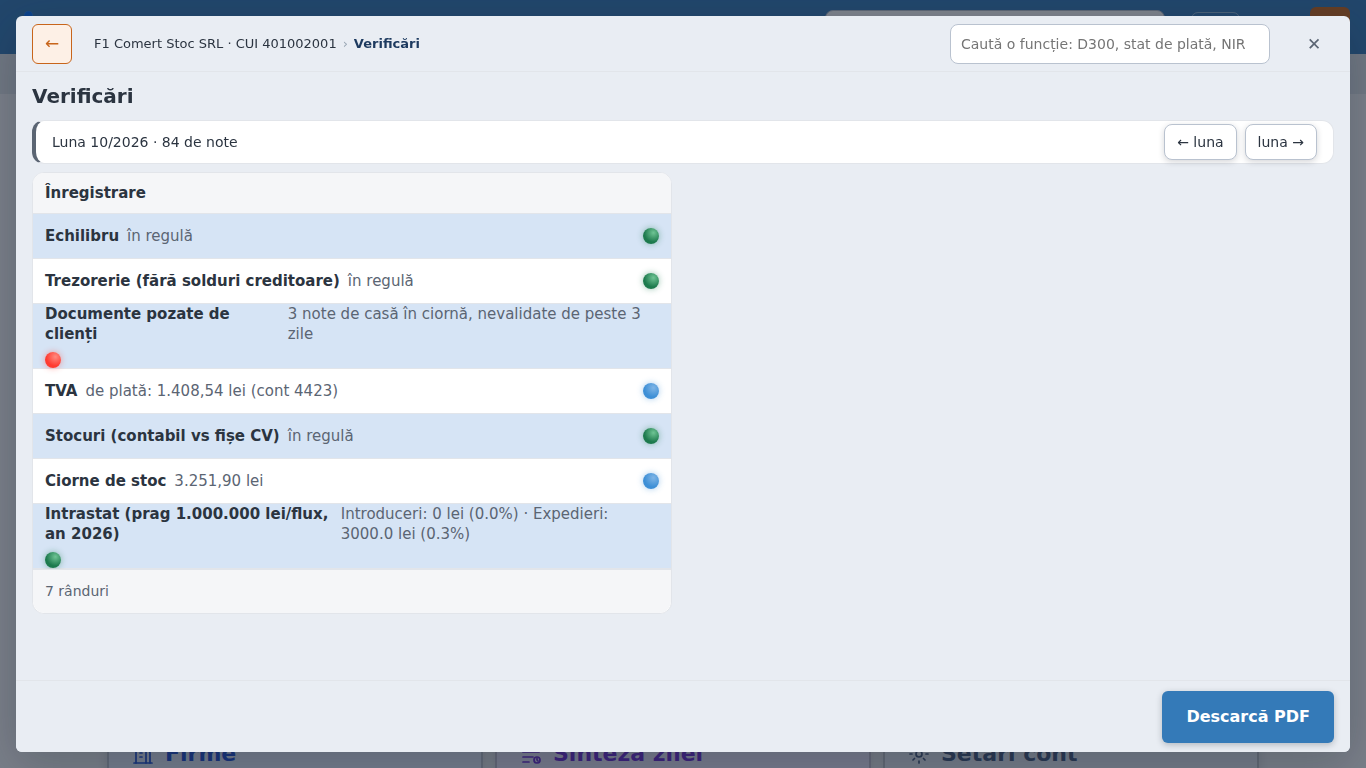 ←
F1 Comert Stoc SRL · CUI 401002001 › Verificări
Caută o funcție: D300, stat de plată, NIR
✕
Verificări
Luna 10/2026 · 84 de note
← luna
luna →
Înregistrare
Echilibru în regulă
Trezorerie (fără solduri creditoare) în regulă
Documente pozate de clienți
3 note de casă în ciornă, nevalidate de peste 3 zile
TVA de plată: 1.408,54 lei (cont 4423)
Stocuri (contabil vs fișe CV) în regulă
Ciorne de stoc 3.251,90 lei
Intrastat (prag 1.000.000 lei/flux, an 2026)
Introduceri: 0 lei (0.0%) · Expedieri: 3000.0 lei (0.3%)
7 rânduri
Descarcă PDF
Firme
Sinteza zilei
Setări cont